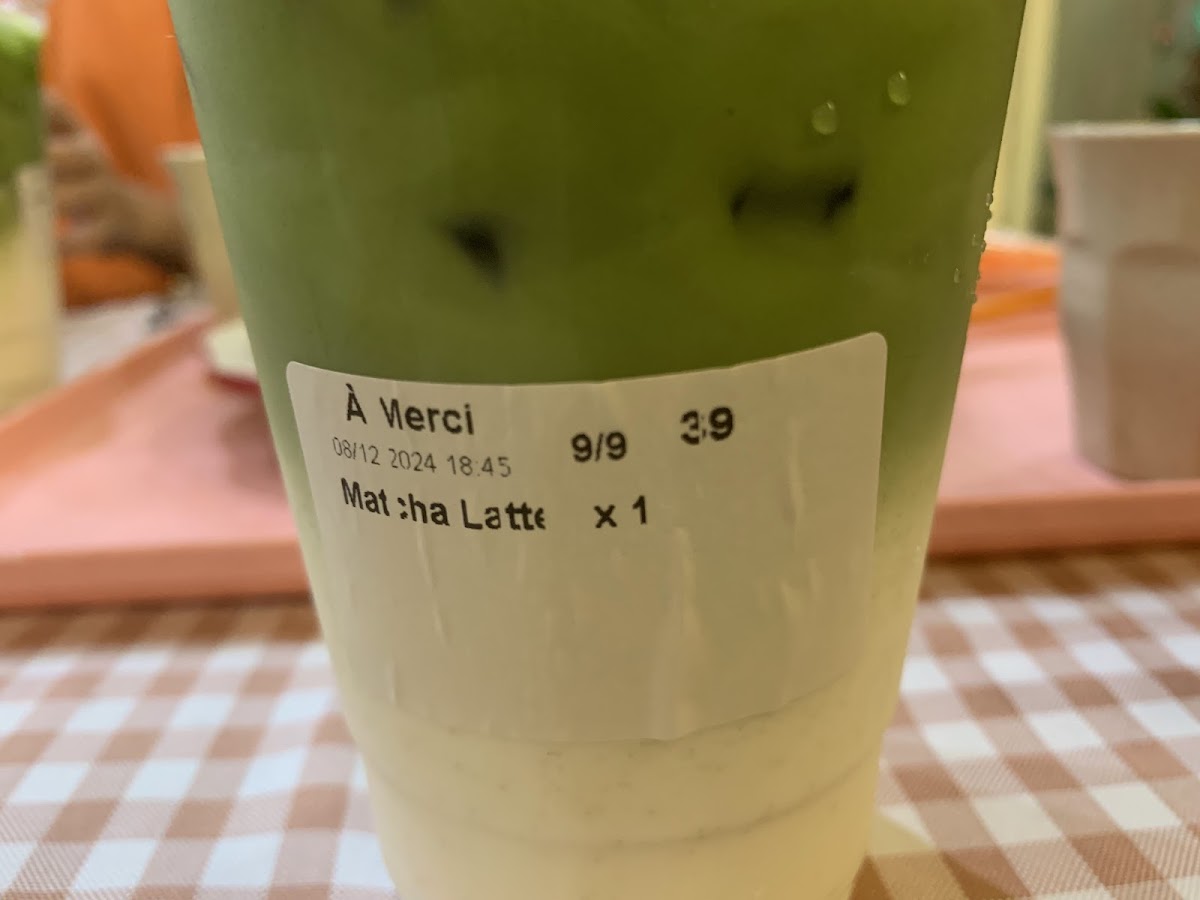 À Merci
08/12 2024 18:45 9/9 39
Matcha Latte x 1